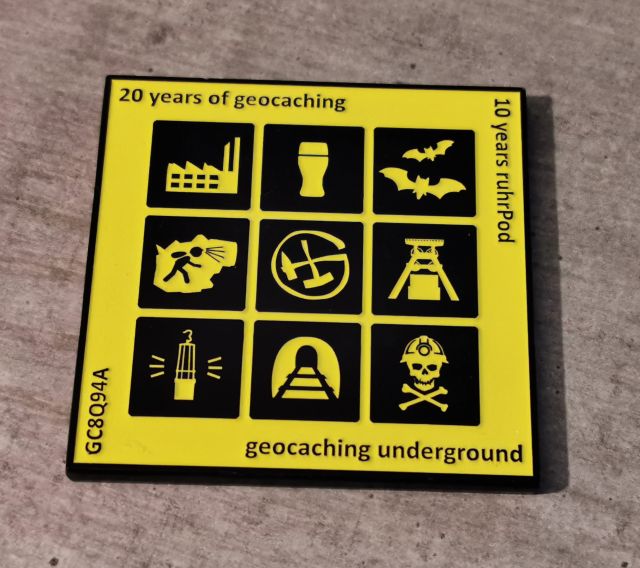 20 years of geocaching
10 years ruhrPod
GC8Q94A
geocaching underground